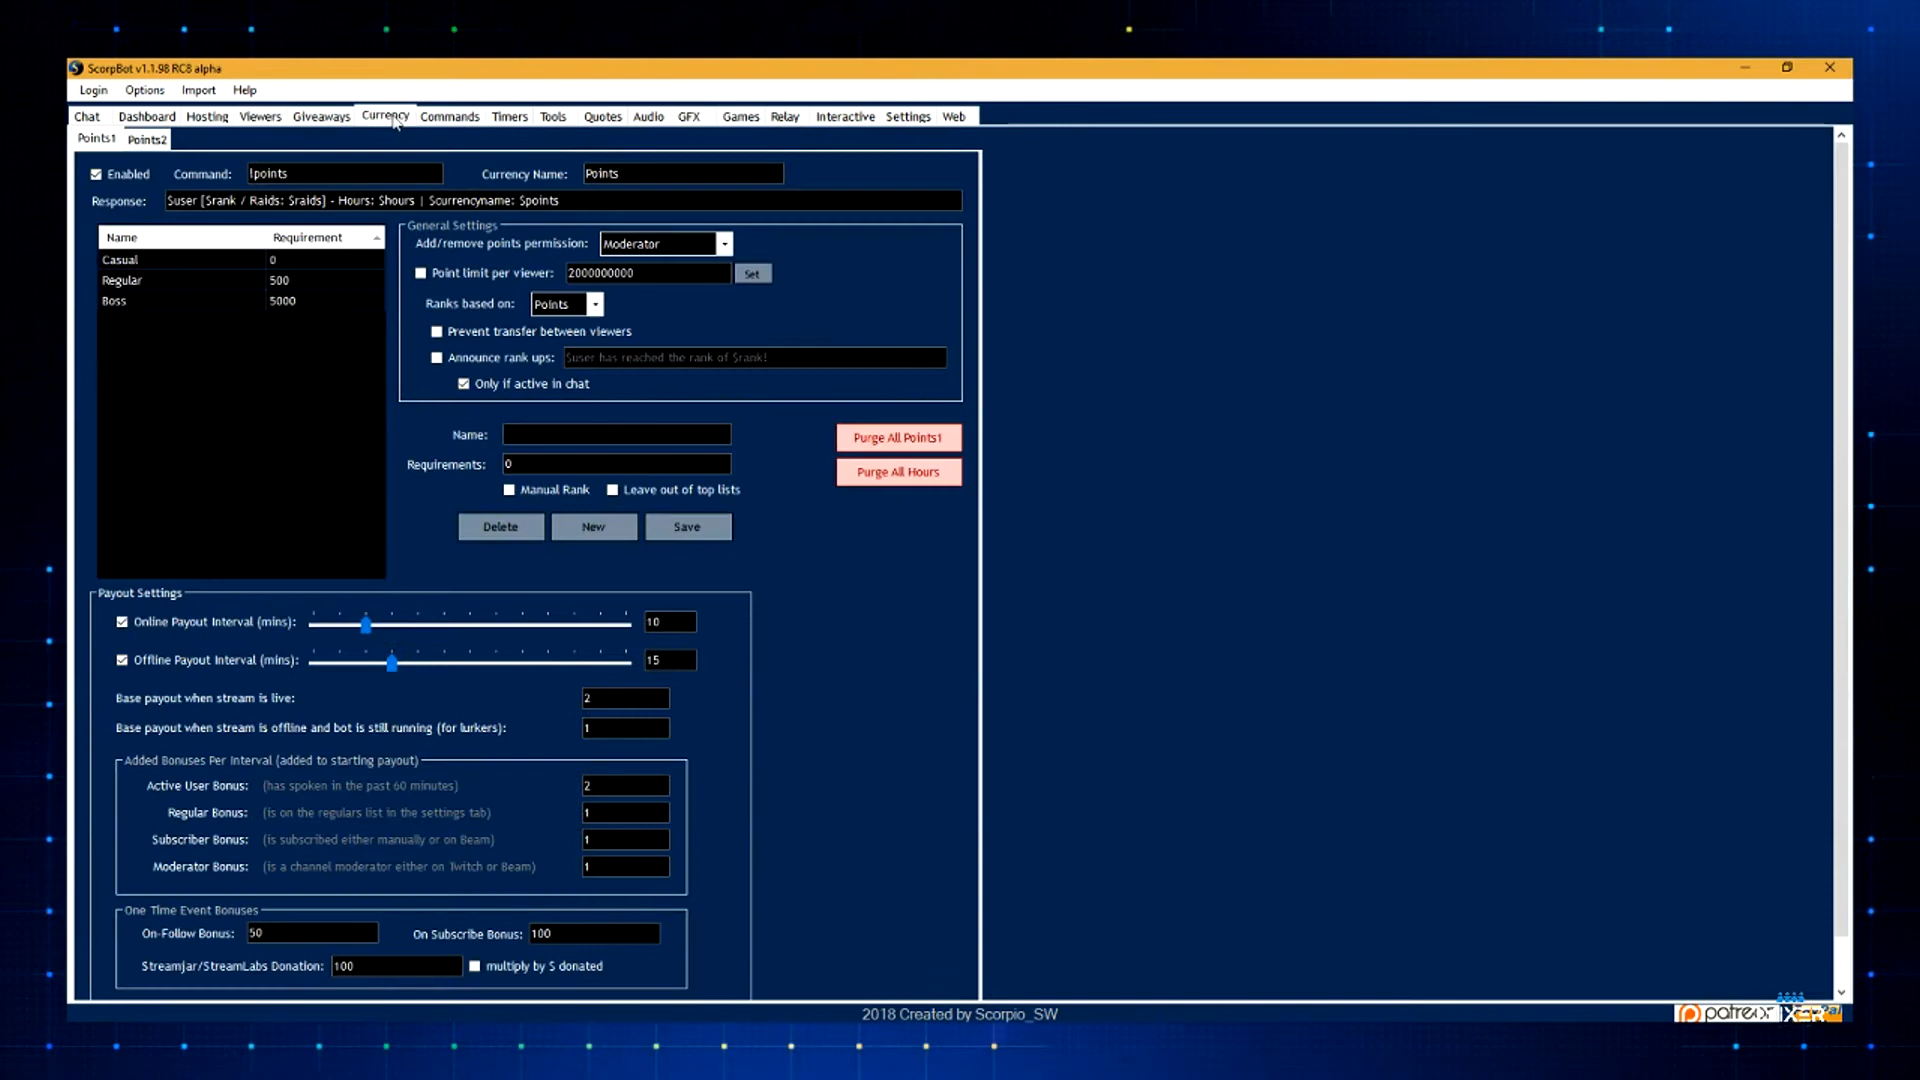 ScorpBot v1.1.98 RC8 alpha
Login Options Import Help
Chat Dashboard Hosting Viewers Giveaways Currency Commands Timers Tools Quotes Audio GFX Games Relay Interactive Settings Web
Points1 Points2
Enabled Command: !points Currency Name: Points
Response: $user [$rank / Raids: $raids] - Hours: $hours | $currencyname: $points
Name Requirement
Casual 0
Regular 500
Boss 5000
General Settings
Add/remove points permission: Moderator
Point limit per viewer: 2000000000 Set
Ranks based on: Points
Prevent transfer between viewers
Announce rank ups: $user has reached the rank of $rank!
Only if active in chat
Name:
Requirements: 0
Manual Rank Leave out of top lists
Delete New Save
Purge All Points1
Purge All Hours
Payout Settings
Online Payout Interval (mins): 10
Offline Payout Interval (mins): 15
Base payout when stream is live: 2
Base payout when stream is offline and bot is still running (for lurkers): 1
Added Bonuses Per Interval (added to starting payout)
Active User Bonus: (has spoken in the past 60 minutes) 2
Regular Bonus: (is on the regulars list in the settings tab) 1
Subscriber Bonus: (is subscribed either manually or on Beam) 1
Moderator Bonus: (is a channel moderator either on Twitch or Beam) 1
One Time Event Bonuses
On-Follow Bonus: 50 On Subscribe Bonus: 100
Streamjar/StreamLabs Donation: 100 multiply by $ donated
2018 Created by Scorpio_SW